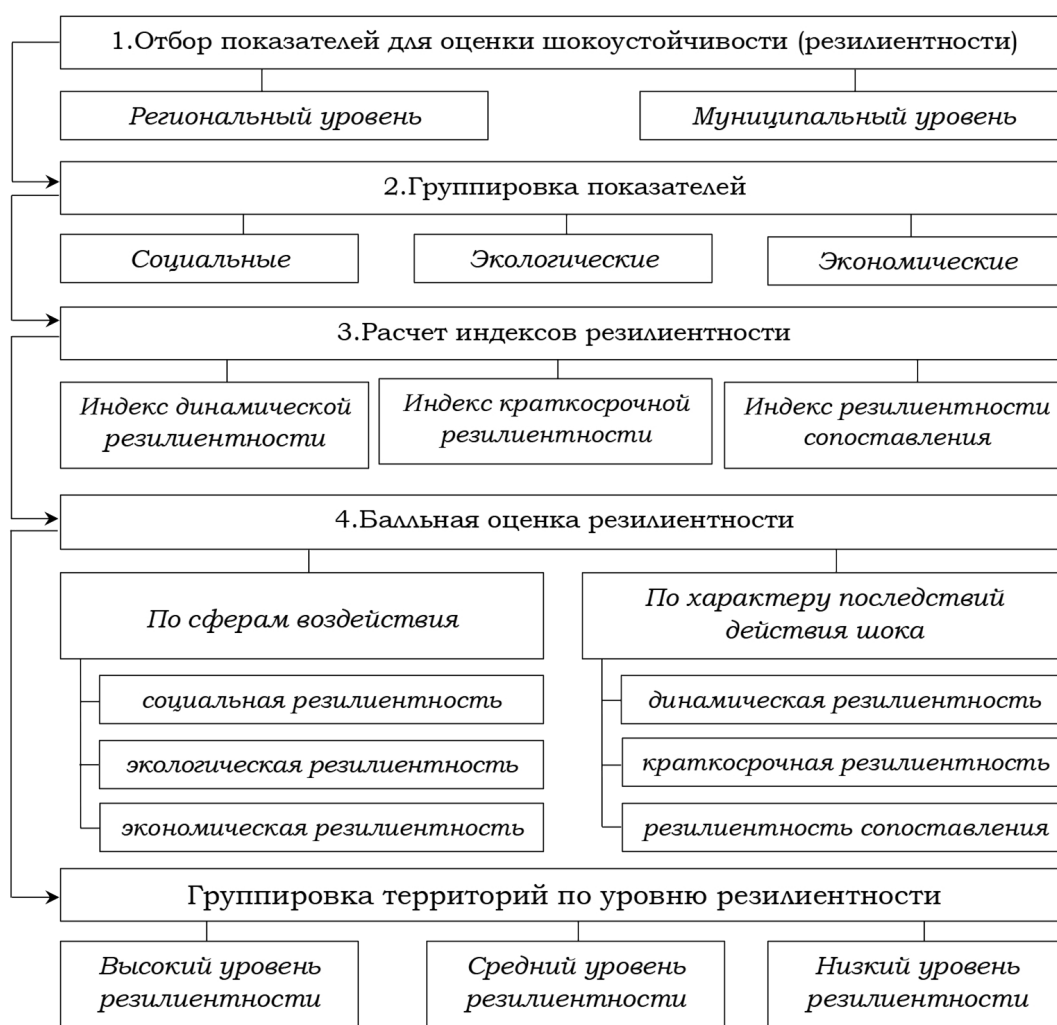 1.Отбор показателей для оценки шокоустойчивости (резилиентности)
Региональный уровень
Муниципальный уровень
2.Группировка показателей
Социальные
Экологические
Экономические
3.Расчет индексов резилиентности
Индекс динамической
резилиентности
Индекс краткосрочной
резилиентности
Индекс резилиентности
сопоставления
4.Балльная оценка резилиентности
По сферам воздействия
социальная резилиентность
экологическая резилиентность
экономическая резилиентность
По характеру последствий
действия шока
динамическая резилиентность
краткосрочная резилиентность
резилиентность сопоставления
Группировка территорий по уровню резилиентности
Высокий уровень
резилиентности
Средний уровень
резилиентности
Низкий уровень
резилиентности